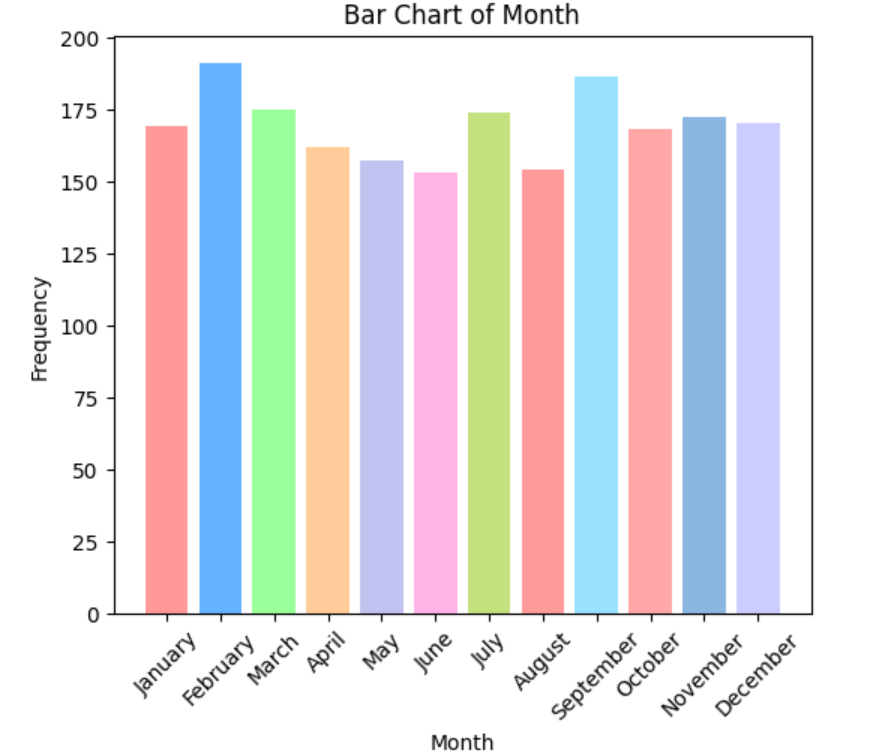 Bar Chart of Month
200
175
150
125
100
75
50
25
0
Frequency
January
February
March
April
May
June
July
August
September
October
November
December
Month